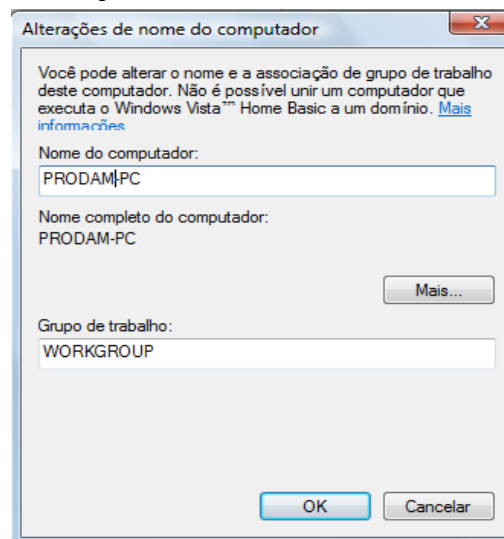 Alterações de nome do computador
Você pode alterar o nome e a associação de grupo de trabalho
deste computador. Não é possível unir um computador que
executa o Windows Vista™ Home Basic a um domínio. Mais
informações
Nome do computador:
PRODAM-PC
Nome completo do computador:
PRODAM-PC
Mais...
Grupo de trabalho:
WORKGROUP
OK Cancelar